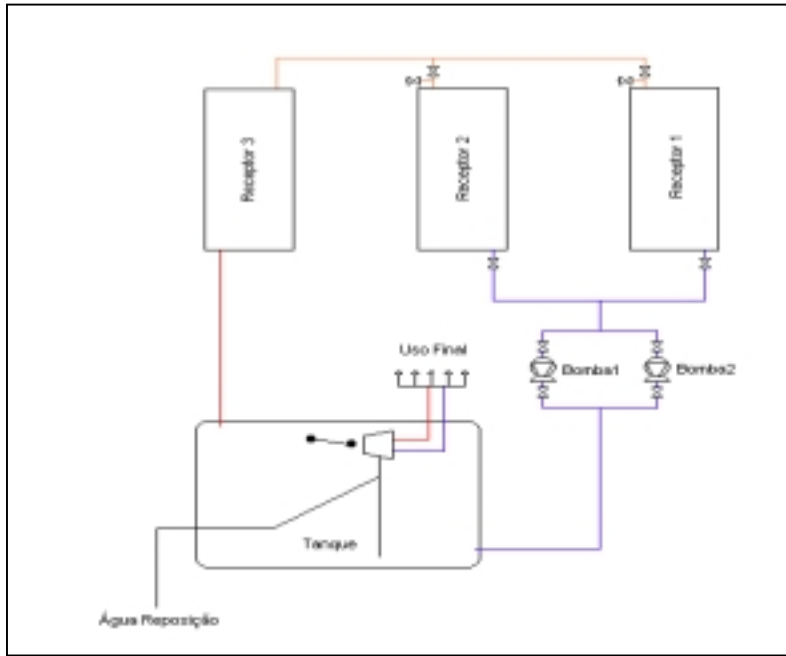 Receptor 3
Receptor 2
Receptor 1
Uso Final
Bomba1
Bomba2
Tanque
Água Reposição